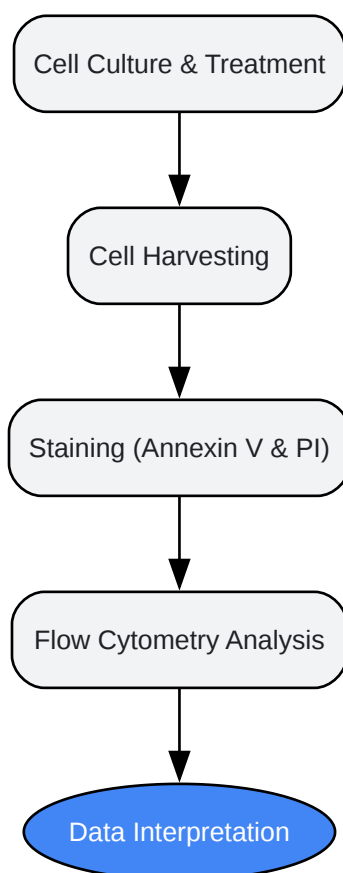 Cell Culture & Treatment
Cell Harvesting
Staining (Annexin V & PI)
Flow Cytometry Analysis
Data Interpretation